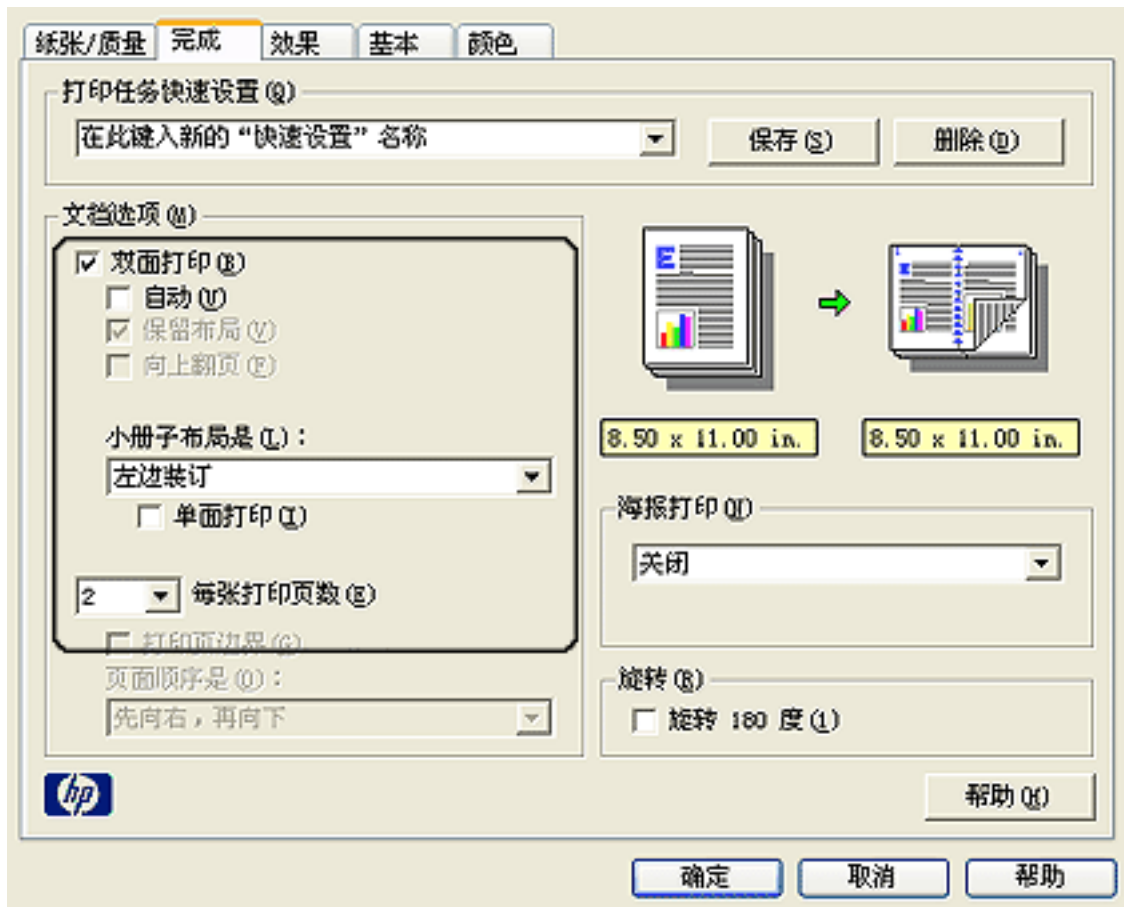 纸张/质量 完成 效果 基本 颜色
打印任务快速设置(Q)
在此键入新的“快速设置”名称
保存(S) 删除(D)
文档选项(M)
双面打印(B)
自动(U)
保留布局(V)
向上翻页(F)
小册子布局是(L)：
左边装订
单面打印(I)
2 每张打印页数(E)
打印页边界(G)
页面顺序是(O)：
先向右，再向下
E
8.50 x 11.00 in. 8.50 x 11.00 in.
海报打印(N)
关闭
旋转(R)
旋转 180 度(1)
hp
帮助(H)
确定 取消 帮助